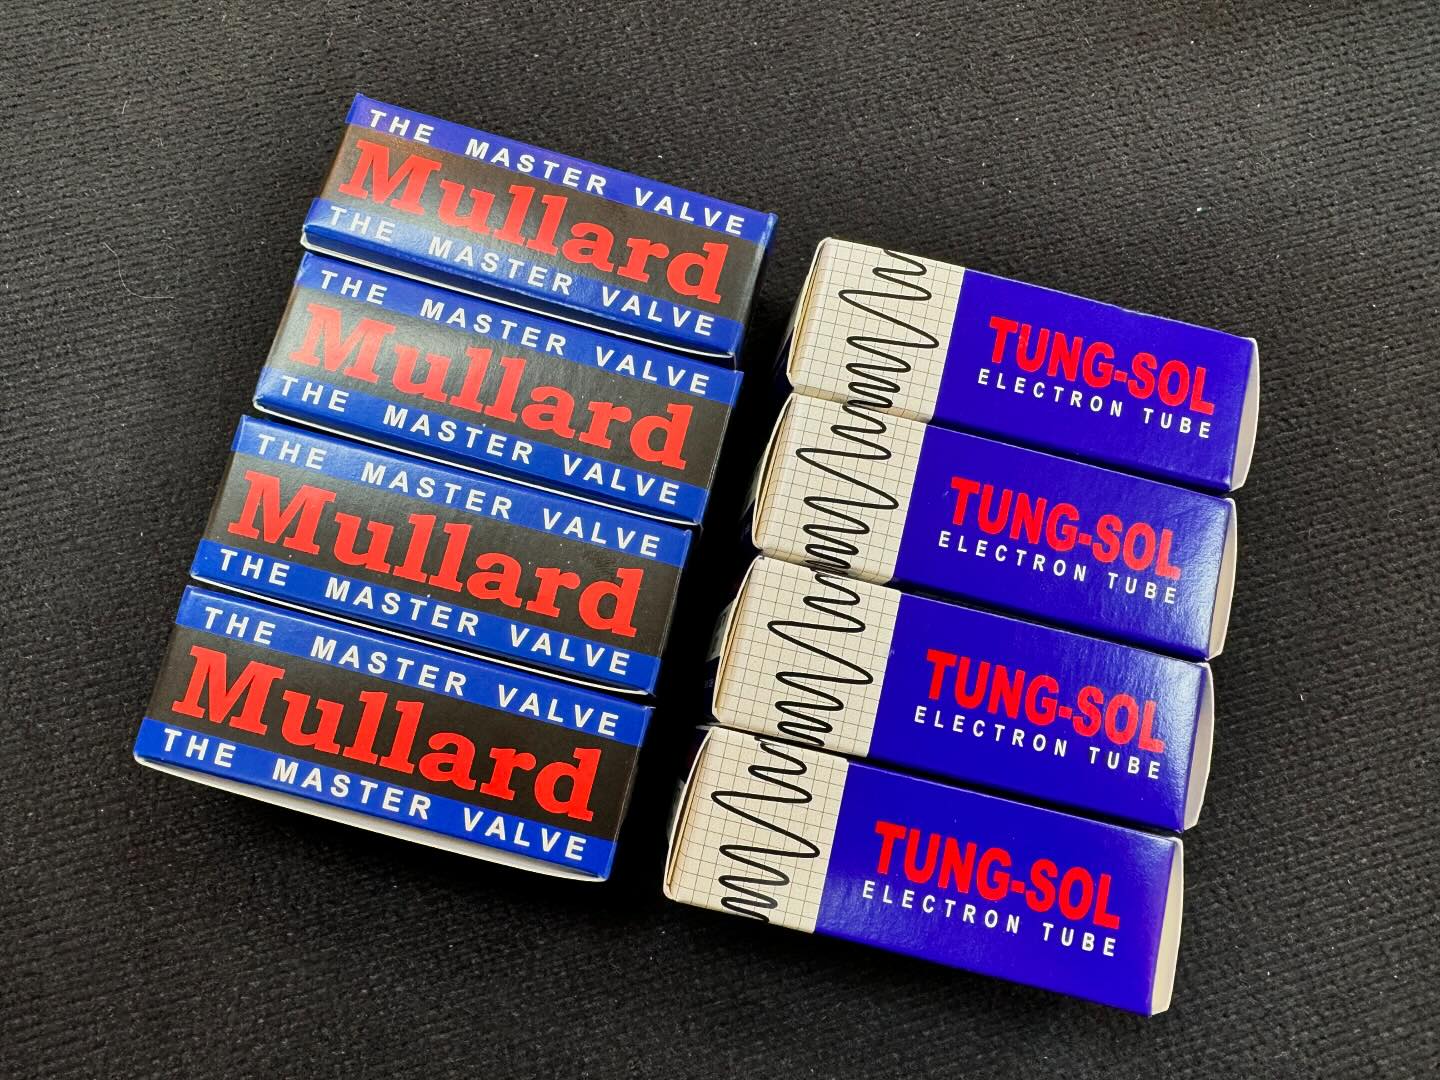 THE MASTER VALVE
Mullard
THE MASTER VALVE
THE MASTER VALVE
Mullard
THE MASTER VALVE
THE MASTER VALVE
Mullard
THE MASTER VALVE
THE MASTER VALVE
Mullard
THE MASTER VALVE
TUNG-SOL
ELECTRON TUBE
TUNG-SOL
ELECTRON TUBE
TUNG-SOL
ELECTRON TUBE
TUNG-SOL
ELECTRON TUBE